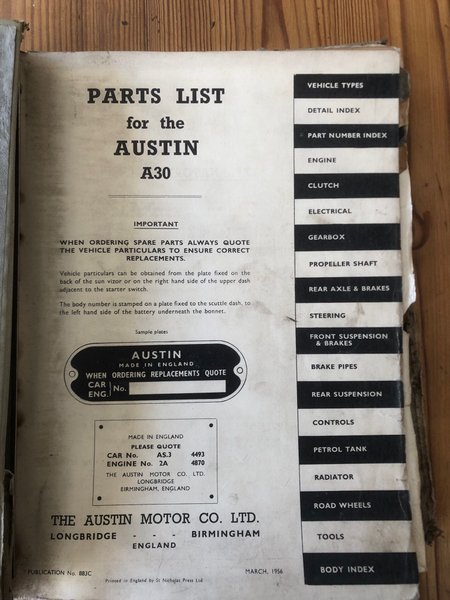 PARTS LIST
for the
AUSTIN
A30
IMPORTANT
WHEN ORDERING SPARE PARTS ALWAYS QUOTE
THE VEHICLE PARTICULARS TO ENSURE CORRECT
REPLACEMENTS.
Vehicle particulars can be obtained from the plate fixed on the
back of the sun vizor or on the right hand side of the upper dash
adjacent to the starter switch.
The body number is stamped on a plate fixed to the scuttle dash, to
the left hand side of the battery underneath the bonnet.
Sample plates
AUSTIN
MADE IN ENGLAND
WHEN ORDERING REPLACEMENTS QUOTE
CAR
ENG.
No.
MADE IN ENGLAND
PLEASE QUOTE
CAR No. AS.3 4493
ENGINE No. 2A 4870
THE AUSTIN MOTOR CO. LTD.
LONGBRIDGE
BIRMINGHAM, ENGLAND
THE AUSTIN MOTOR CO. LTD.
LONGBRIDGE - - - BIRMINGHAM
ENGLAND
PUBLICATION No. 883C
MARCH, 1956
Printed in England by St Nicholas Press Ltd
VEHICLE TYPES
DETAIL INDEX
PART NUMBER INDEX
ENGINE
CLUTCH
ELECTRICAL
GEARBOX
PROPELLER SHAFT
REAR AXLE & BRAKES
STEERING
FRONT SUSPENSION
& BRAKES
BRAKE PIPES
REAR SUSPENSION
CONTROLS
PETROL TANK
RADIATOR
ROAD WHEELS
TOOLS
BODY INDEX